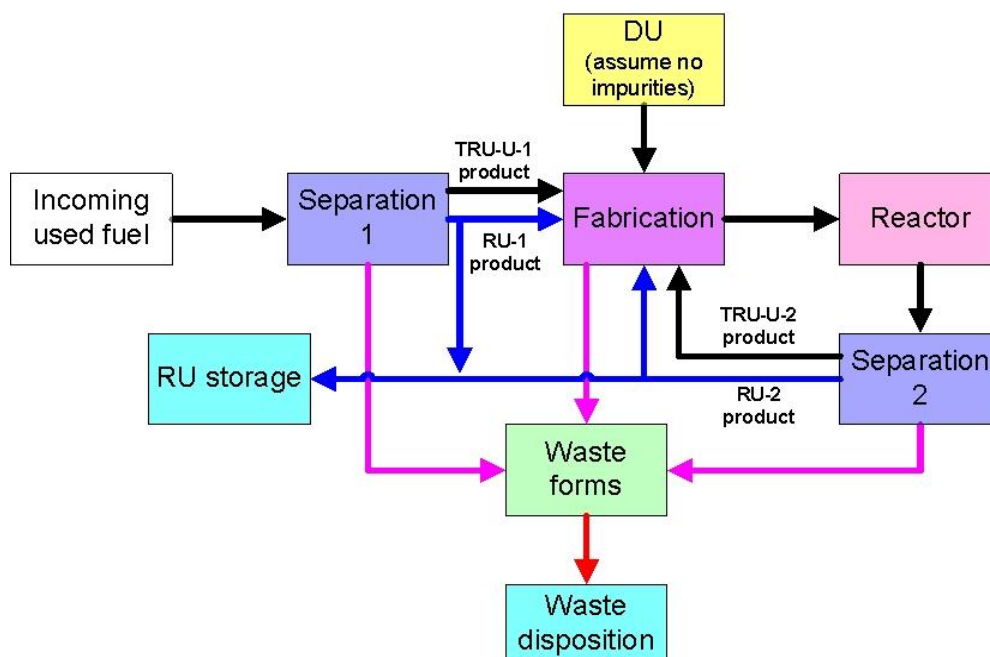 DU
(assume no
impurities)
TRU-U-1
product
Incoming
used fuel
Separation
1
Fabrication
Reactor
RU-1
product
TRU-U-2
product
RU storage
Separation
2
RU-2
product
Waste
forms
Waste
disposition